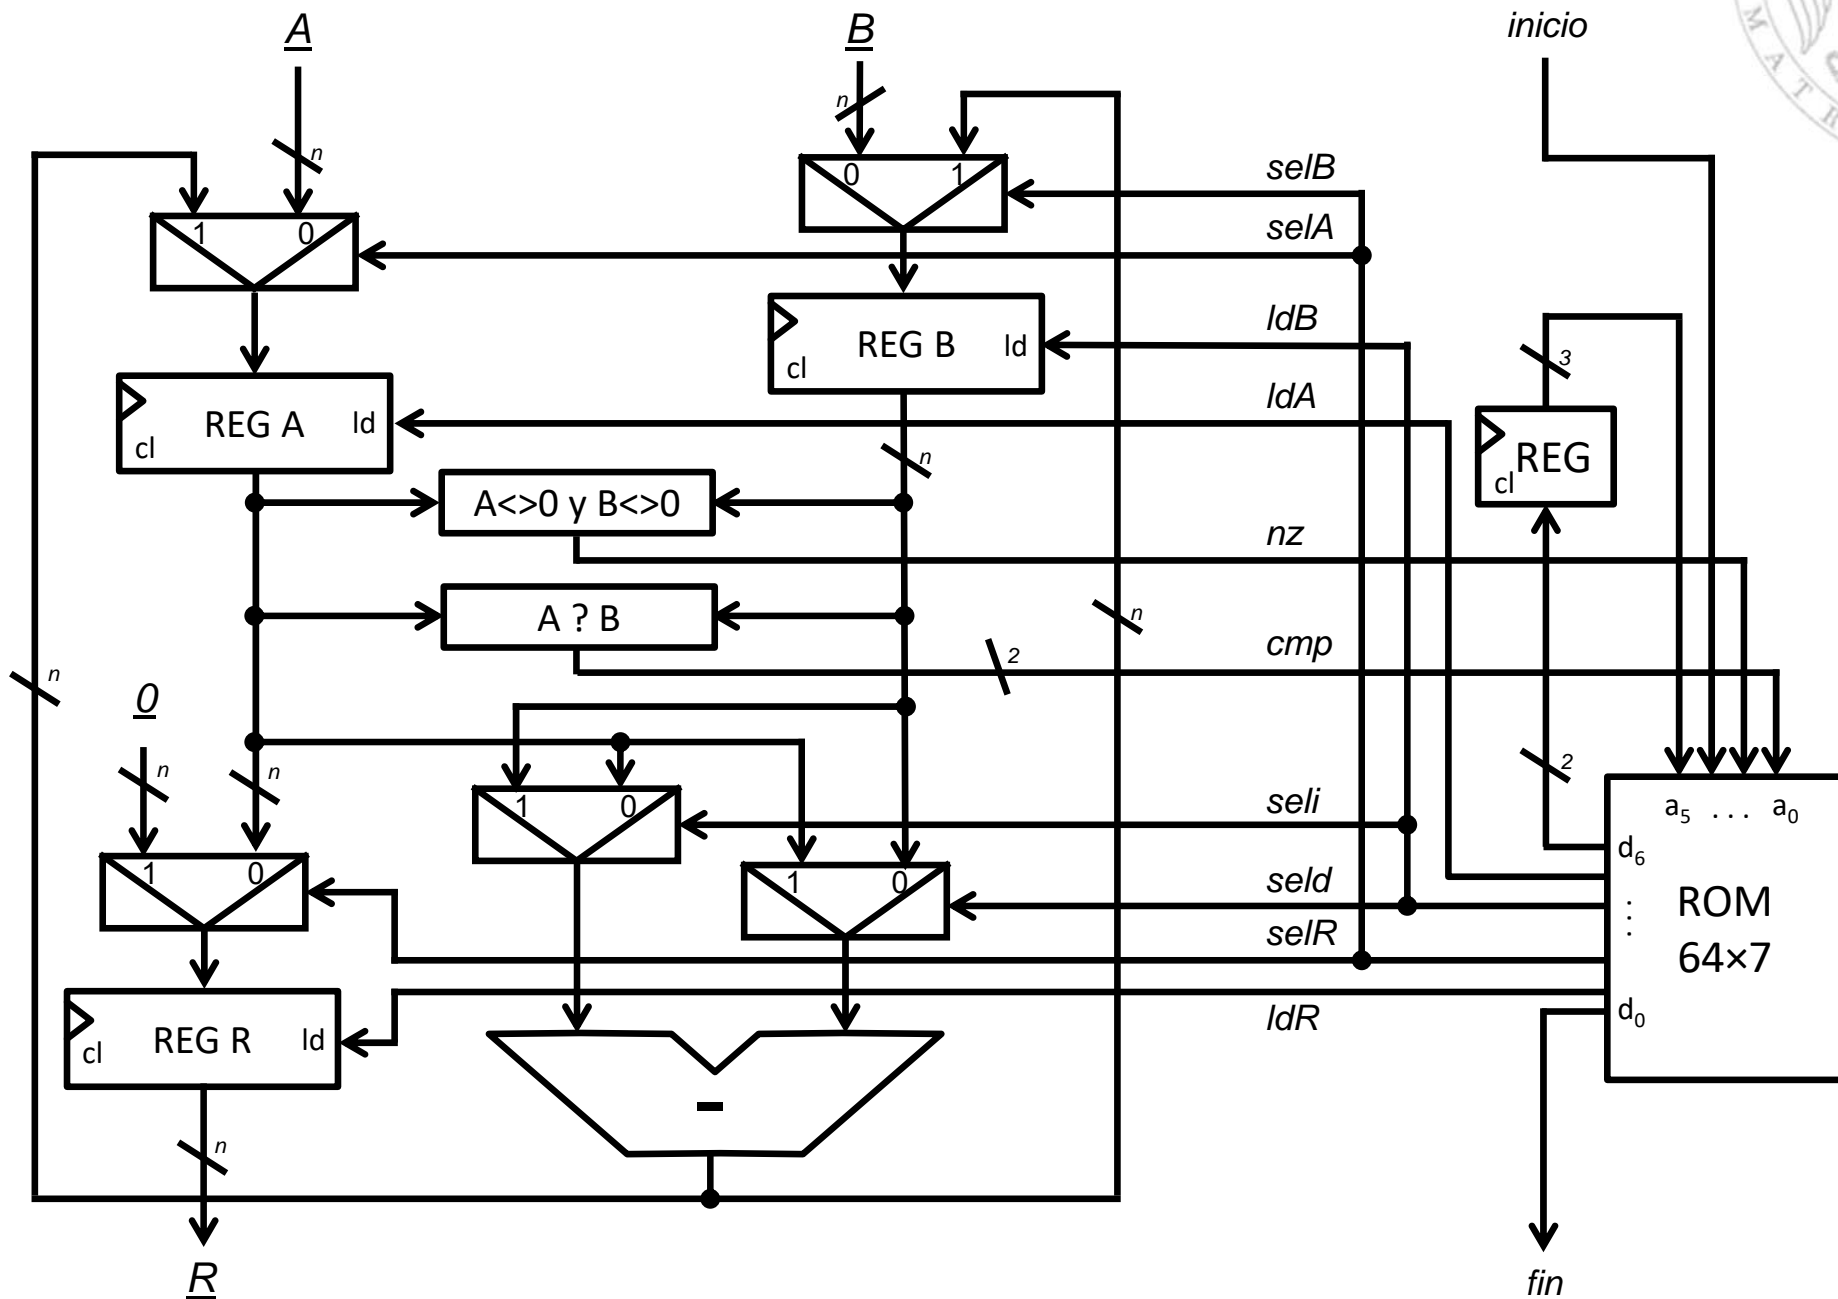 A
B
inicio
n
n
0 1
selB
1 0
selA
ldB
REG B ld
cl
3
ldA
REG A ld
cl
REG
cl
n
A<>0 y B<>0
nz
n
A ? B
2
cmp
n
0
n
n
2
1 0
seli
a5 ... a0
d6
1 0
1 0
seld
ROM
64×7
⋮
selR
d0
ldR
REG R ld
cl
-
n
R
fin
M A T R